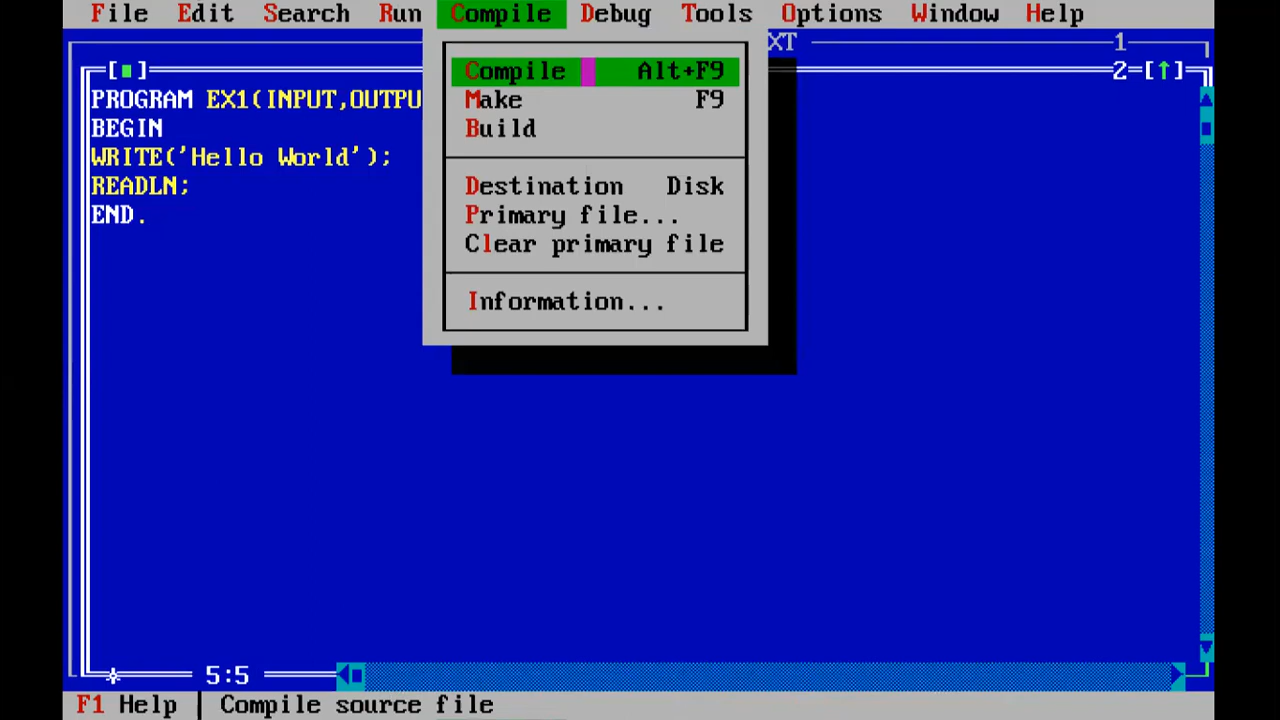 File Edit Search Run Compile Debug Tools Options Window Help
XT 1
[■] 2=[↑]
PROGRAM EX1(INPUT,OUTPU
BEGIN
WRITE('Hello World');
READLN;
END.
Compile Alt+F9
Make F9
Build
Destination Disk
Primary file...
Clear primary file
Information...
5:5
F1 Help │ Compile source file